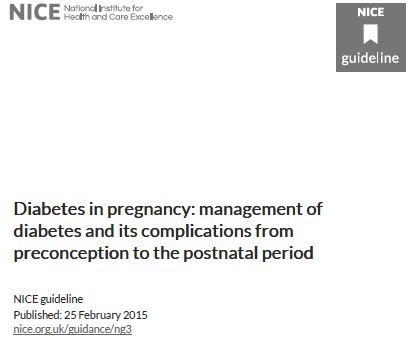 NICE National Institute for
Health and Care Excellence
NICE
guideline
Diabetes in pregnancy: management of
diabetes and its complications from
preconception to the postnatal period
NICE guideline
Published: 25 February 2015
nice.org.uk/guidance/ng3